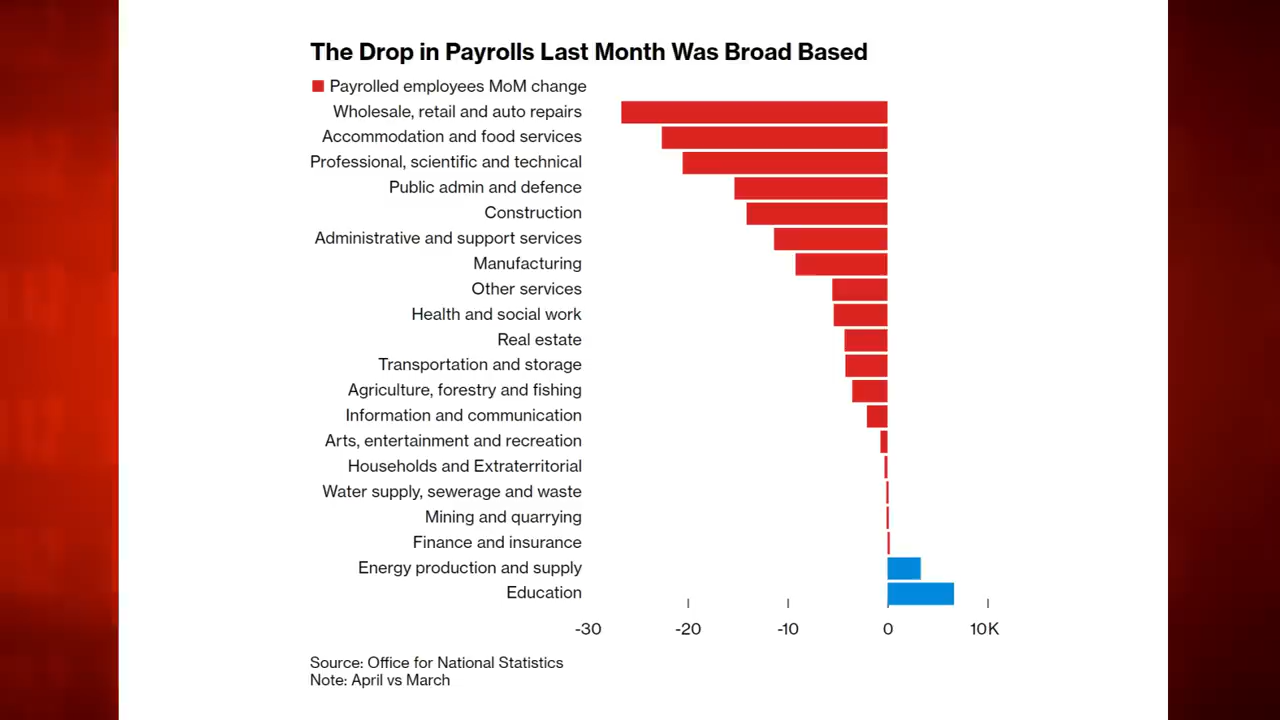 The Drop in Payrolls Last Month Was Broad Based
Payrolled employees MoM change
Wholesale, retail and auto repairs
Accommodation and food services
Professional, scientific and technical
Public admin and defence
Construction
Administrative and support services
Manufacturing
Other services
Health and social work
Real estate
Transportation and storage
Agriculture, forestry and fishing
Information and communication
Arts, entertainment and recreation
Households and Extraterritorial
Water supply, sewerage and waste
Mining and quarrying
Finance and insurance
Energy production and supply
Education
-30 -20 -10 0 10K
Source: Office for National Statistics
Note: April vs March